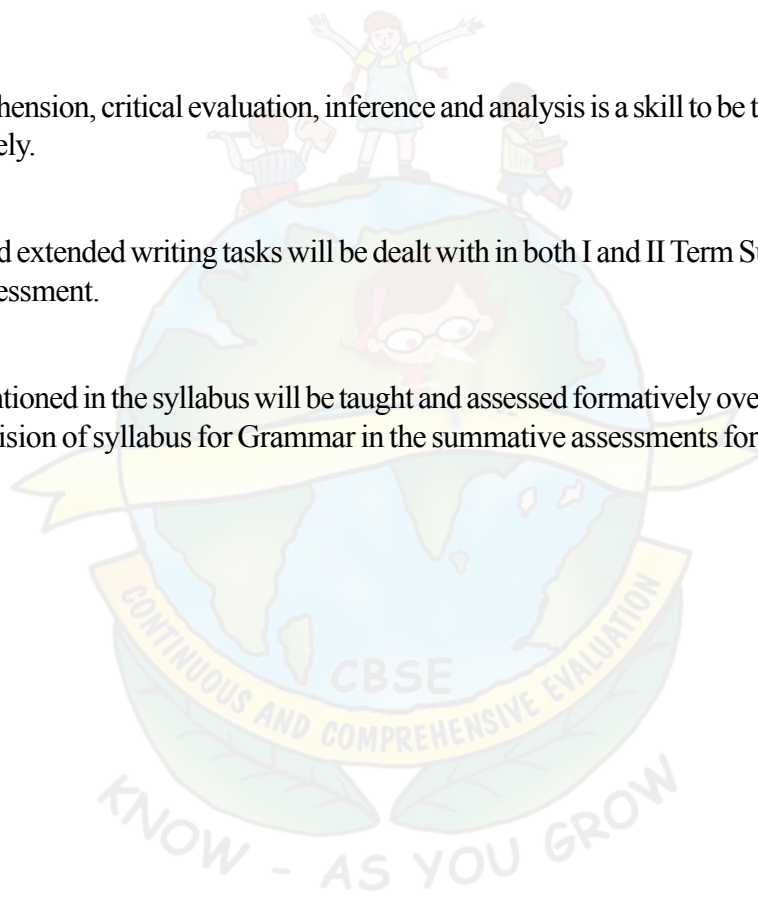 hension, critical evaluation, inference and analysis is a skill to be t
ely.
d extended writing tasks will be dealt with in both I and II Term Su
essment.
ntioned in the syllabus will be taught and assessed formatively ove
ision of syllabus for Grammar in the summative assessments for
CBSE
CONTINUOUS AND COMPREHENSIVE EVALUATION
KNOW - AS YOU GROW